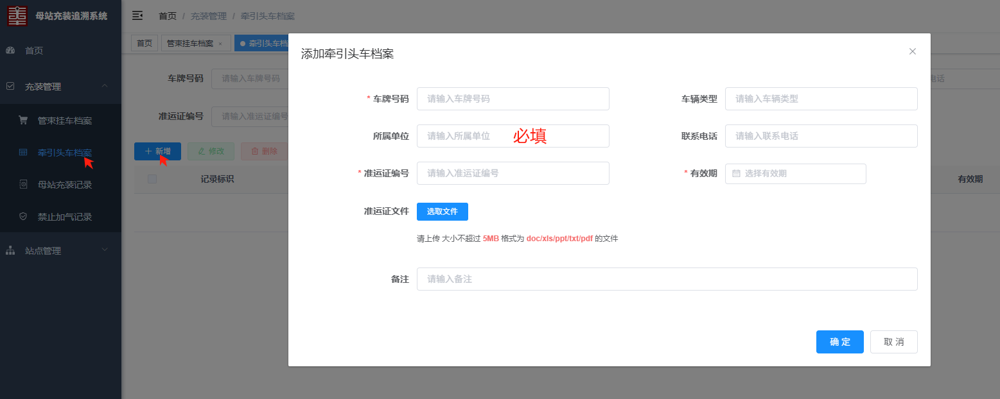 母站充装追溯系统
首页 / 充装管理 / 牵引头车档案
首页
充装管理
管束挂车档案
牵引头车档案
母站充装记录
禁止加气记录
站点管理
首页 管束挂车档案 × 牵引头车档
车牌号码 请输入车牌号码
电话
准运证编号 请输入准运证编号
+ 新增 修改 删除
记录标识 有效期
添加牵引头车档案 ×
* 车牌号码 请输入车牌号码 车辆类型 请输入车辆类型
所属单位 请输入所属单位 必填 联系电话 请输入联系电话
* 准运证编号 请输入准运证编号 * 有效期 选择有效期
准运证文件 选取文件
请上传 大小不超过 5MB 格式为 doc/xls/ppt/txt/pdf 的文件
备注 请输入备注
确 定 取 消